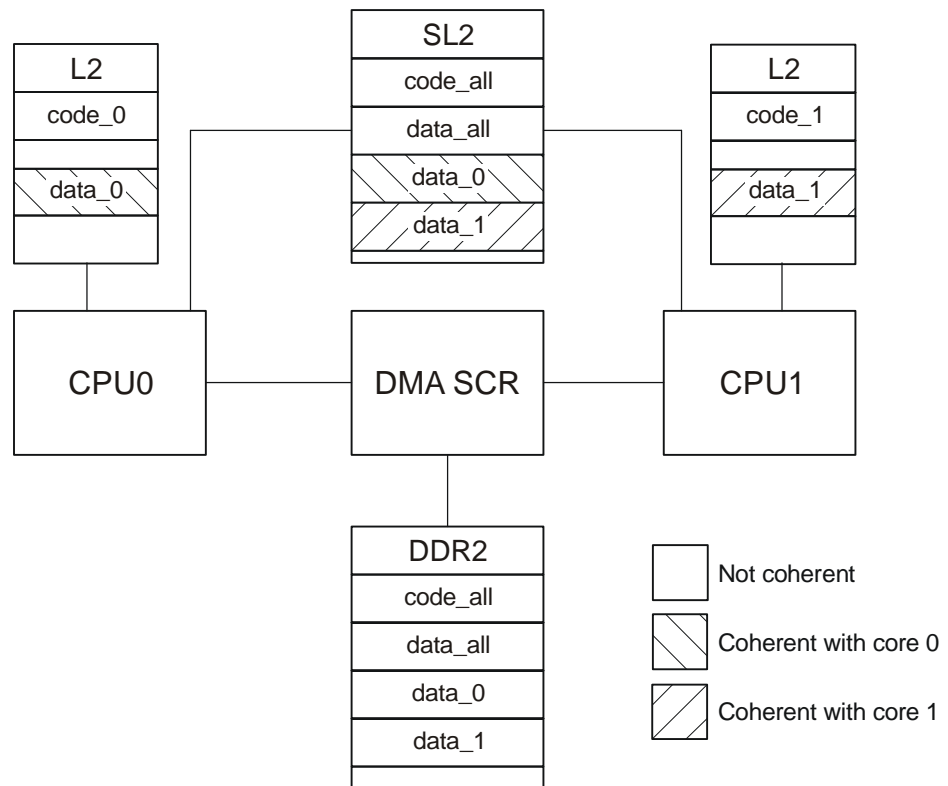 L2
code_0
data_0
SL2
code_all
data_all
data_0
data_1
L2
code_1
data_1
CPU0
DMA SCR
CPU1
DDR2
code_all
data_all
data_0
data_1
Not coherent
Coherent with core 0
Coherent with core 1